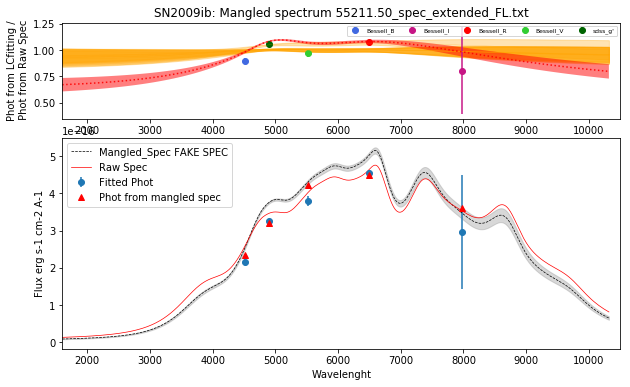 SN2009ib: Mangled spectrum 55211.50_spec_extended_FL.txt
Phot from LCfitting /
Phot from Raw Spec
1.25
1.00
0.75
0.50
Bessell_B
Bessell_I
Bessell_R
Bessell_V
sdss_g'
2000 3000 4000 5000 6000 7000 8000 9000 10000
Flux erg s-1 cm-2 A-1
5
4
3
2
1
0
Mangled_Spec FAKE SPEC
Raw Spec
Fitted Phot
Phot from mangled spec
2000 3000 4000 5000 6000 7000 8000 9000 10000
Wavelenght